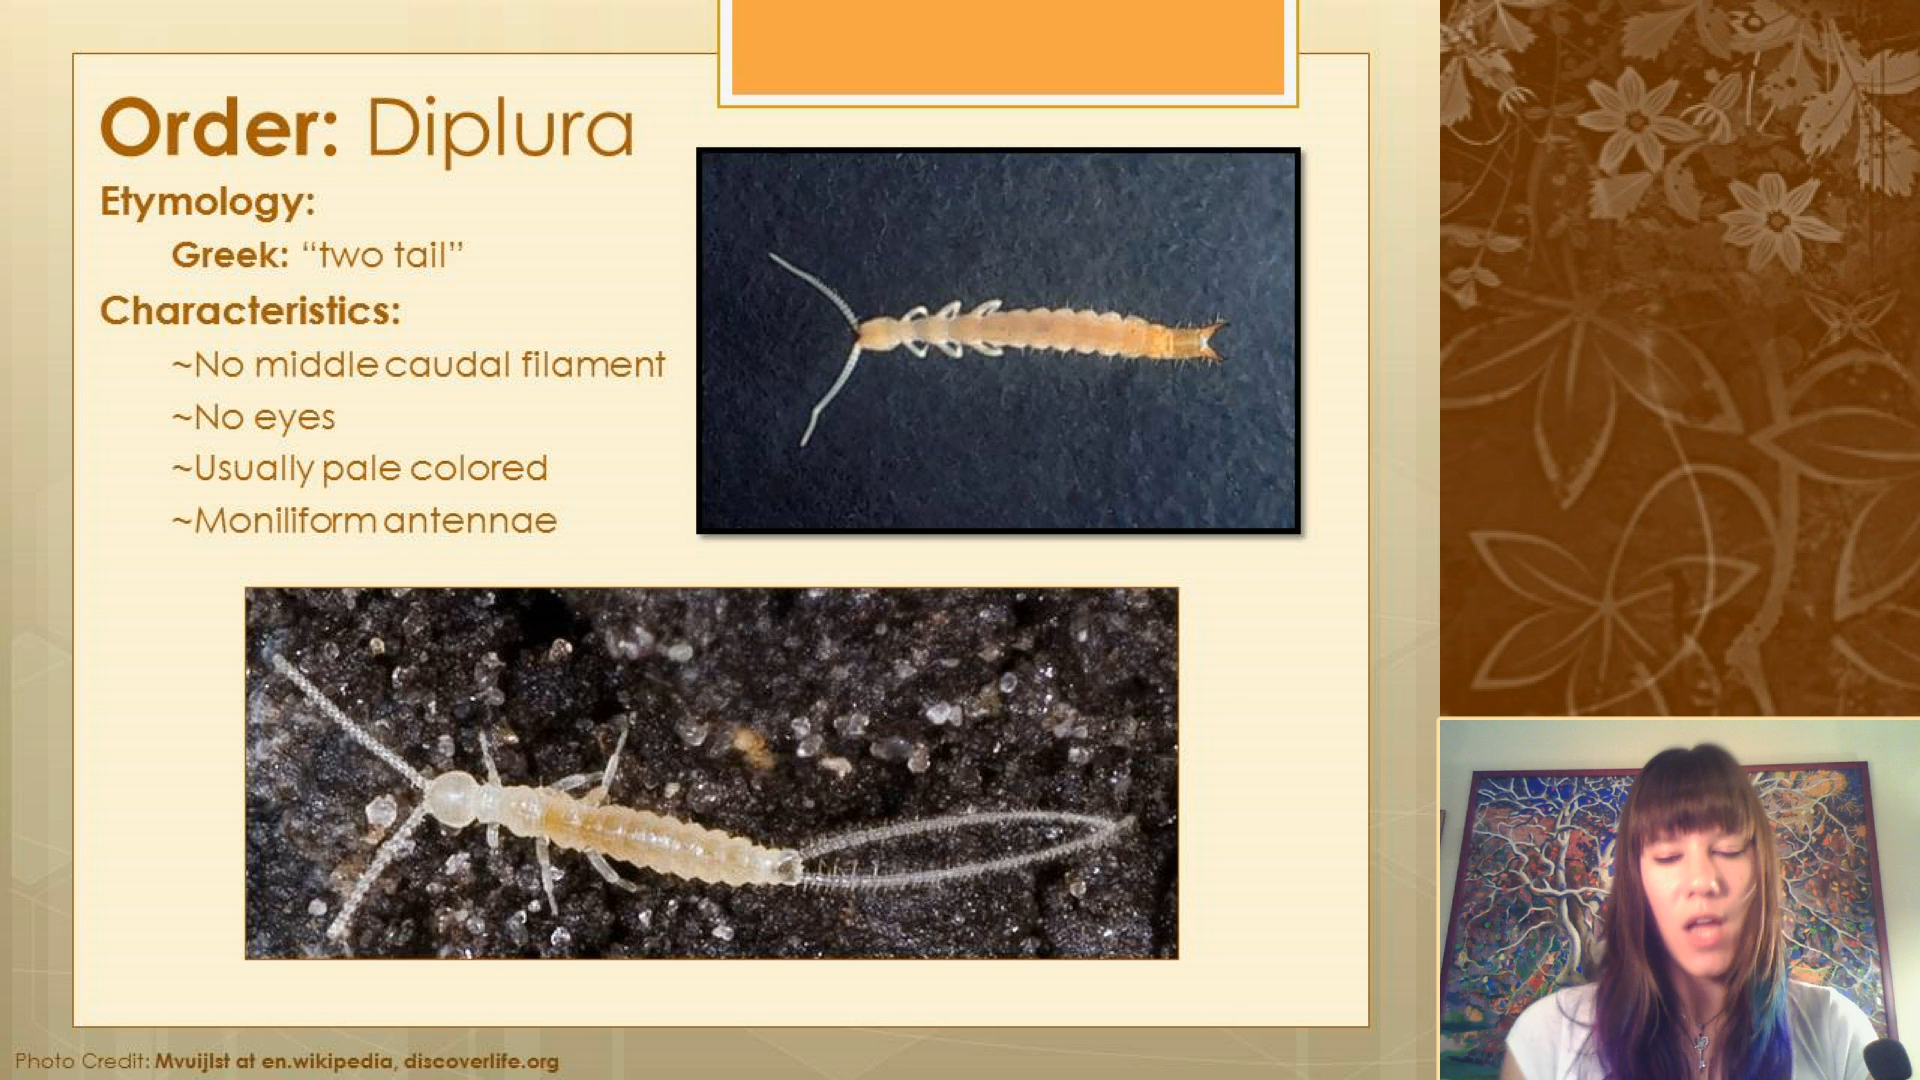 Order: Diplura
Etymology:
Greek: “two tail”
Characteristics:
~No middle caudal filament
~No eyes
~Usually pale colored
~Moniliform antennae
Photo Credit: Mvuijlst at en.wikipedia, discoverlife.org